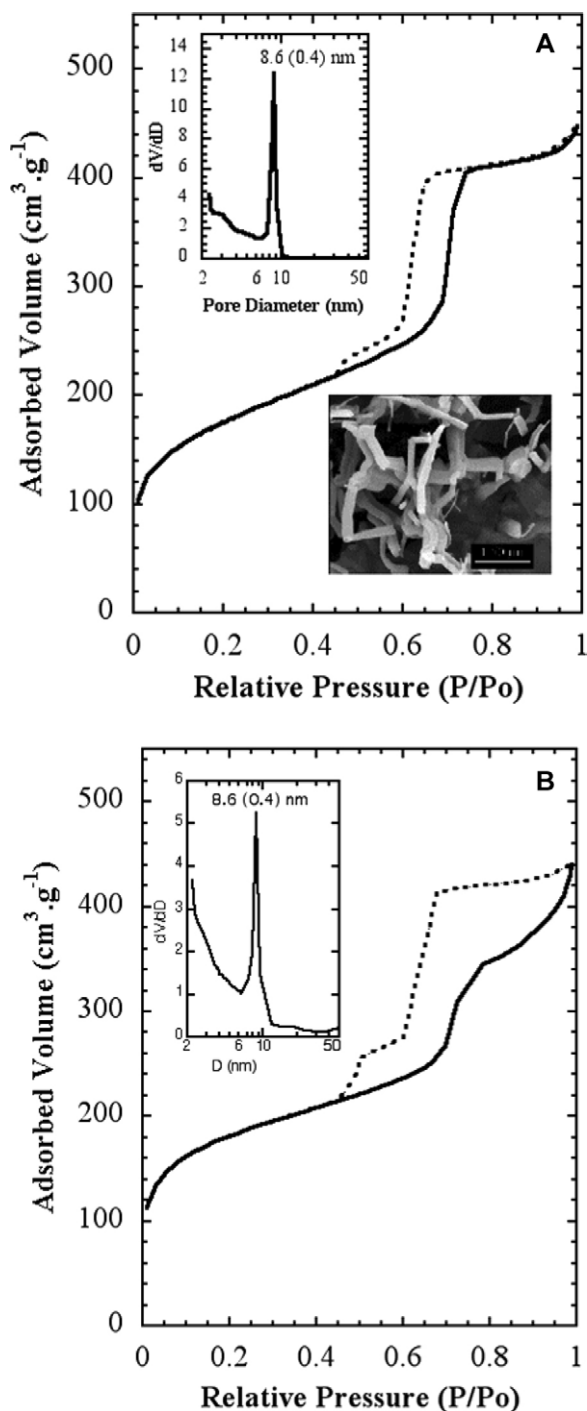 A
8.6 (0.4) nm
14
12
10
8
6
4
2
0
dV/dD
2 6 10 50
Pore Diameter (nm)
500
400
300
200
100
0
Adsorbed Volume (cm³.g⁻¹)
0 0.2 0.4 0.6 0.8 1
Relative Pressure (P/Po)
B
8.6 (0.4) nm
6
5
4
3
2
1
0
dV/dD
2 6 10 50
D (nm)
500
400
300
200
100
0
Adsorbed Volume (cm³.g⁻¹)
0 0.2 0.4 0.6 0.8 1
Relative Pressure (P/Po)